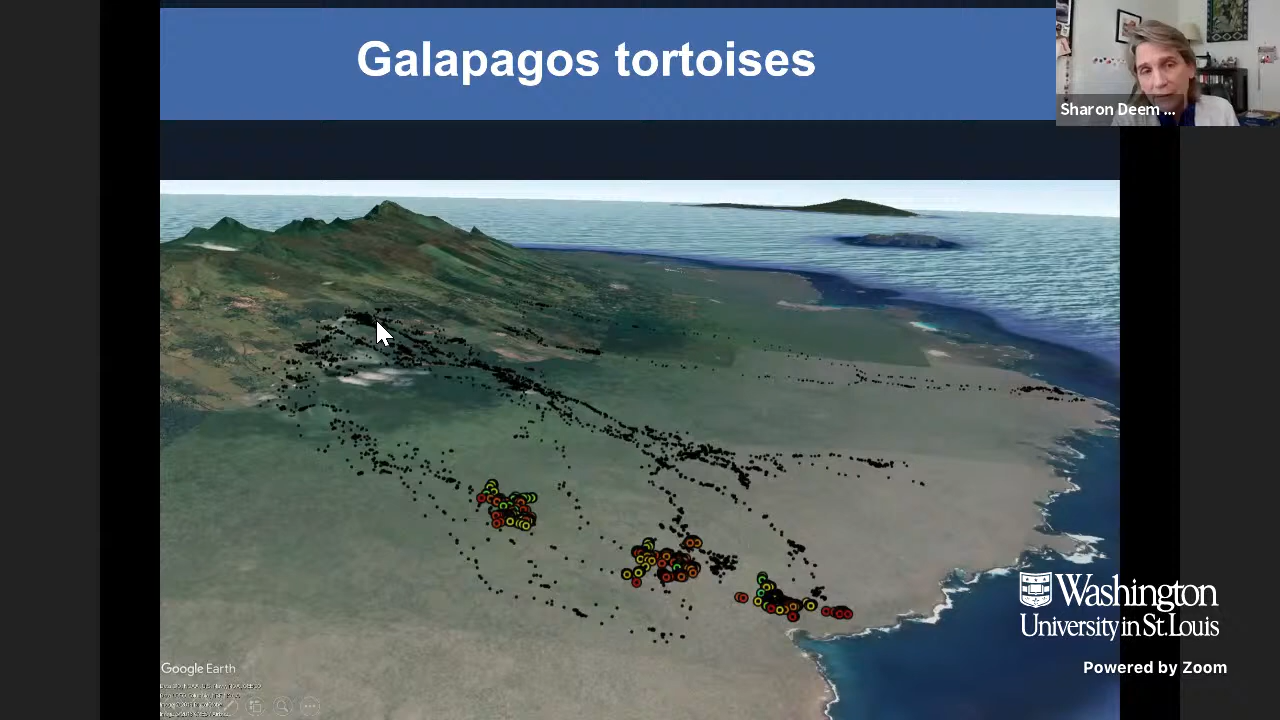 Galapagos tortoises
Sharon Deem ...
Washington
University in St. Louis
Powered by Zoom
Google Earth